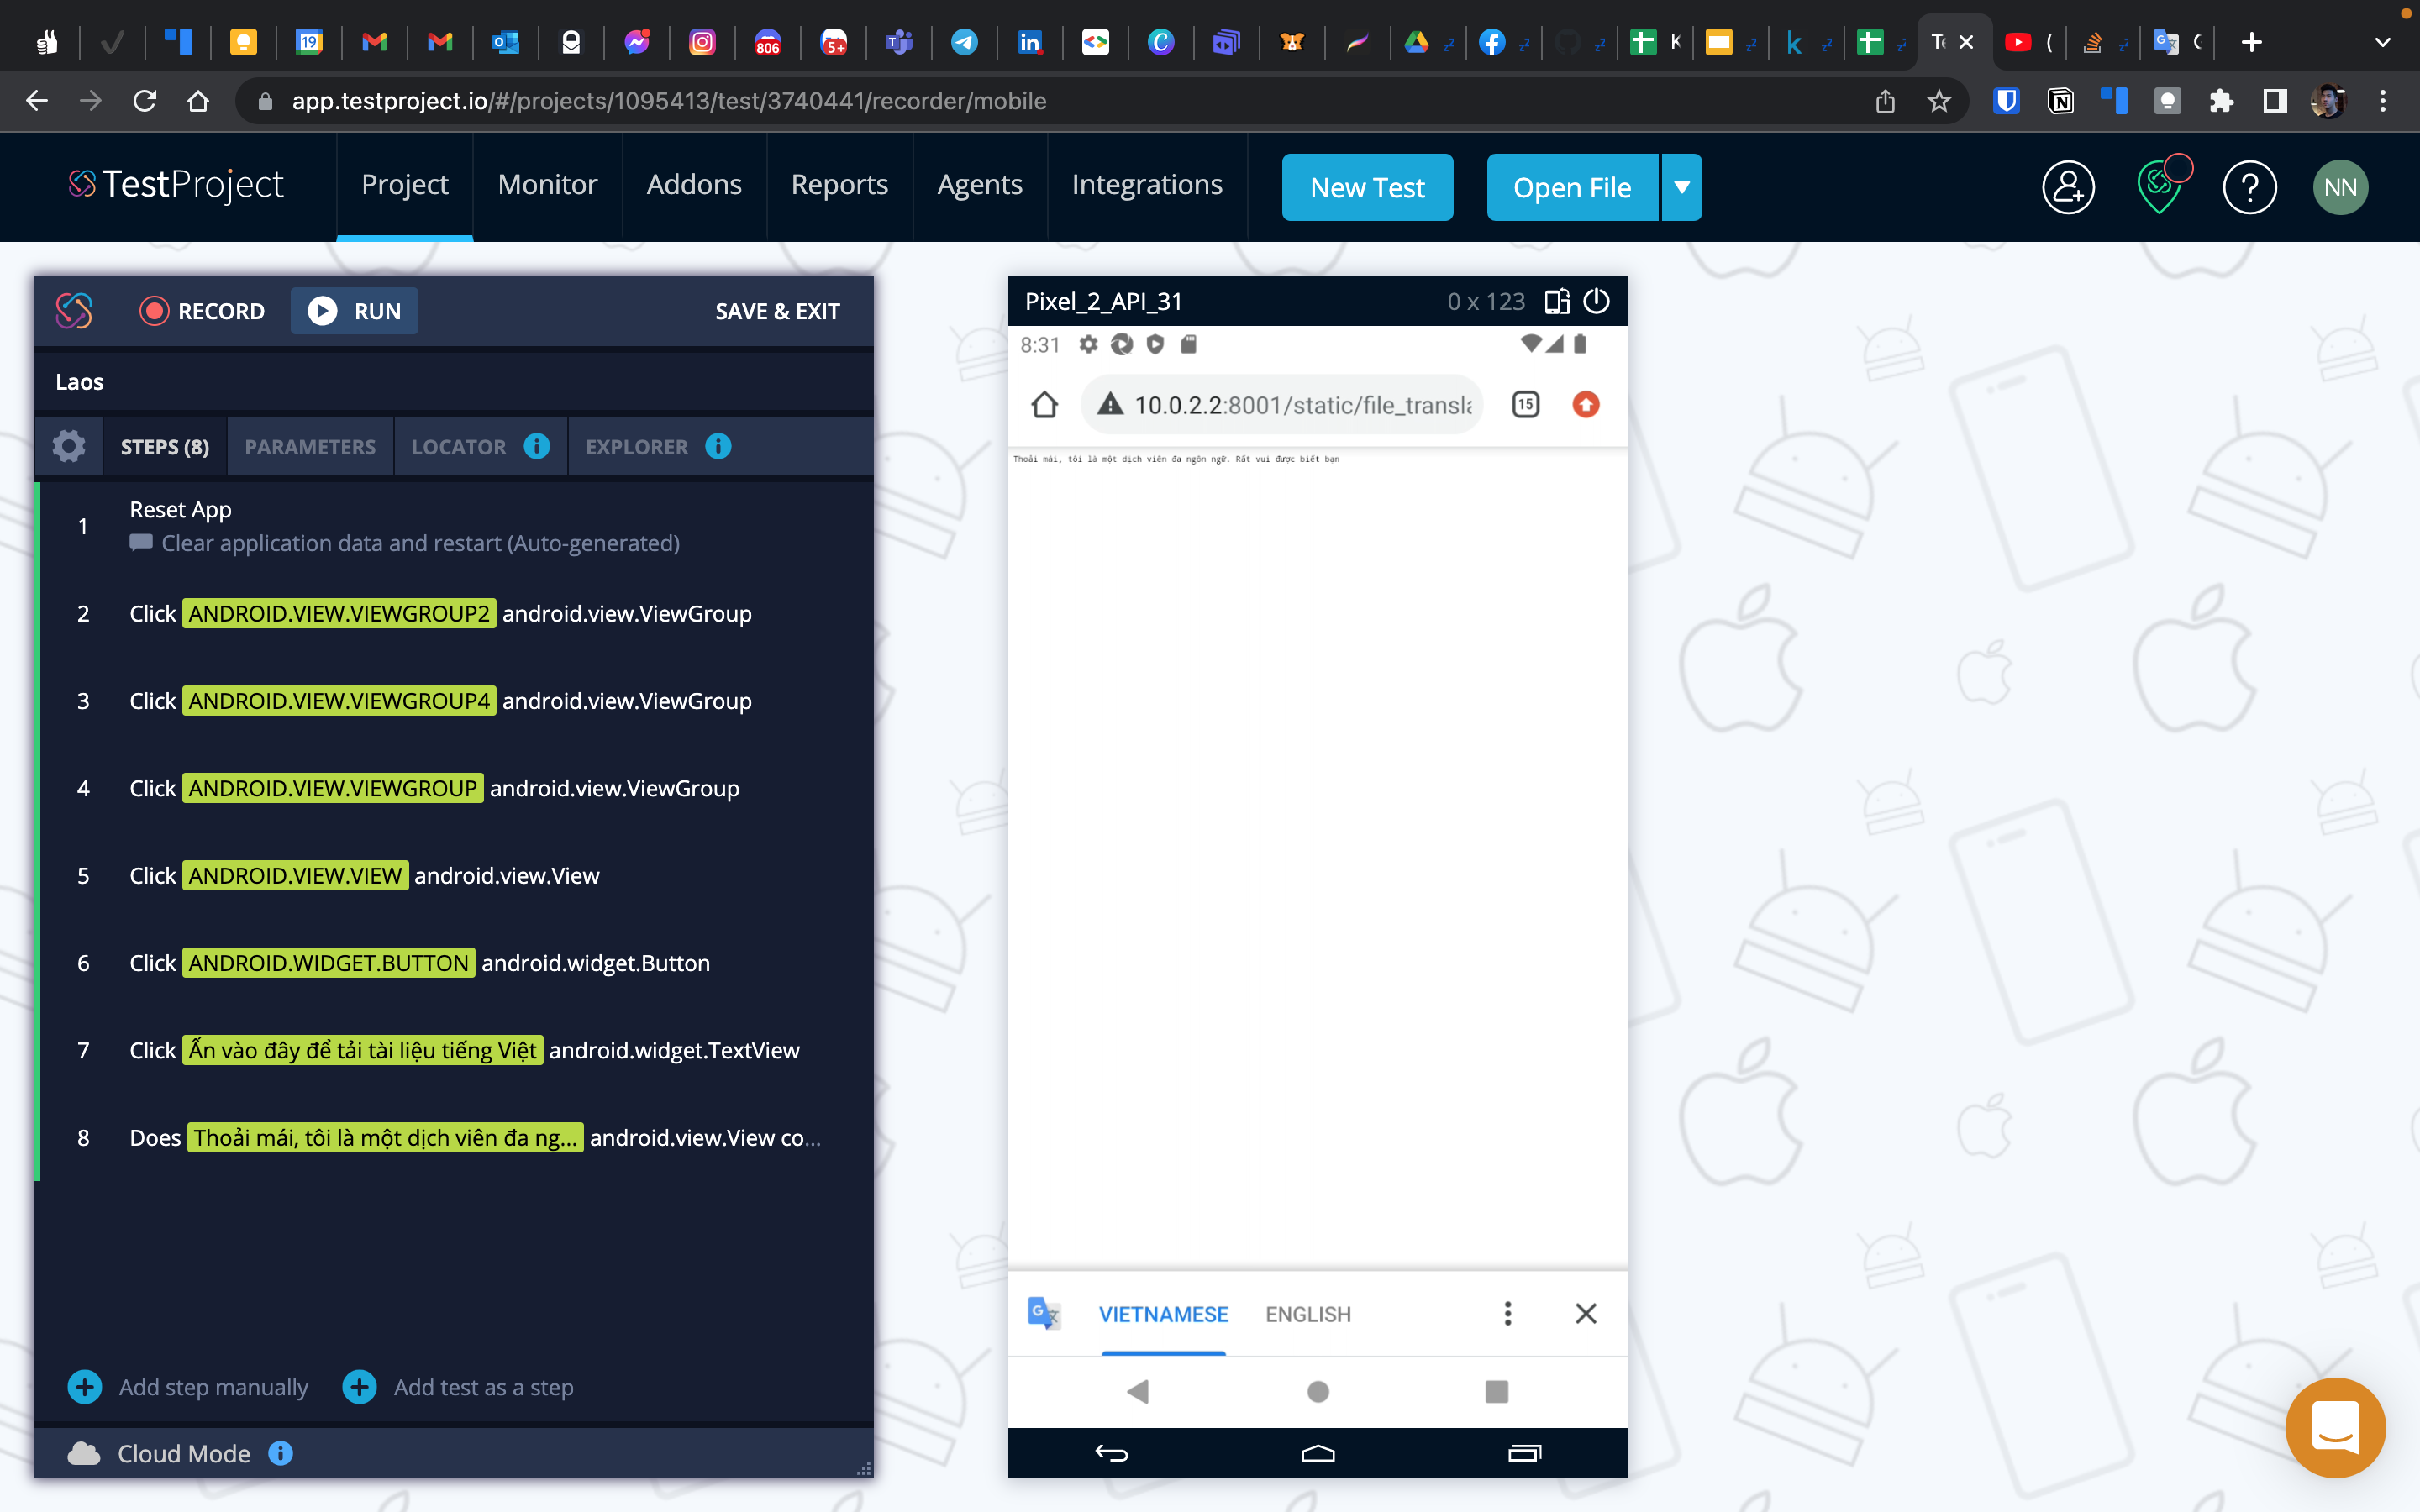 19
806
5+
K
Te
(
G
app.testproject.io/#/projects/1095413/test/3740441/recorder/mobile
TestProject
Project
Monitor
Addons
Reports
Agents
Integrations
New Test
Open File
NN
RECORD
RUN
SAVE & EXIT
Laos
STEPS (8)
PARAMETERS
LOCATOR
EXPLORER
1 Reset App
Clear application data and restart (Auto-generated)
2 Click ANDROID.VIEW.VIEWGROUP2 android.view.ViewGroup
3 Click ANDROID.VIEW.VIEWGROUP4 android.view.ViewGroup
4 Click ANDROID.VIEW.VIEWGROUP android.view.ViewGroup
5 Click ANDROID.VIEW.VIEW android.view.View
6 Click ANDROID.WIDGET.BUTTON android.widget.Button
7 Click Ấn vào đây để tải tài liệu tiếng Việt android.widget.TextView
8 Does Thoải mái, tôi là một dịch viên đa ng... android.view.View co...
Add step manually
Add test as a step
Cloud Mode
Pixel_2_API_31
0 x 123
8:31
10.0.2.2:8001/static/file_transla
15
Thoải mái, tôi là một dịch viên đa ngôn ngữ. Rất vui được biết bạn
VIETNAMESE
ENGLISH